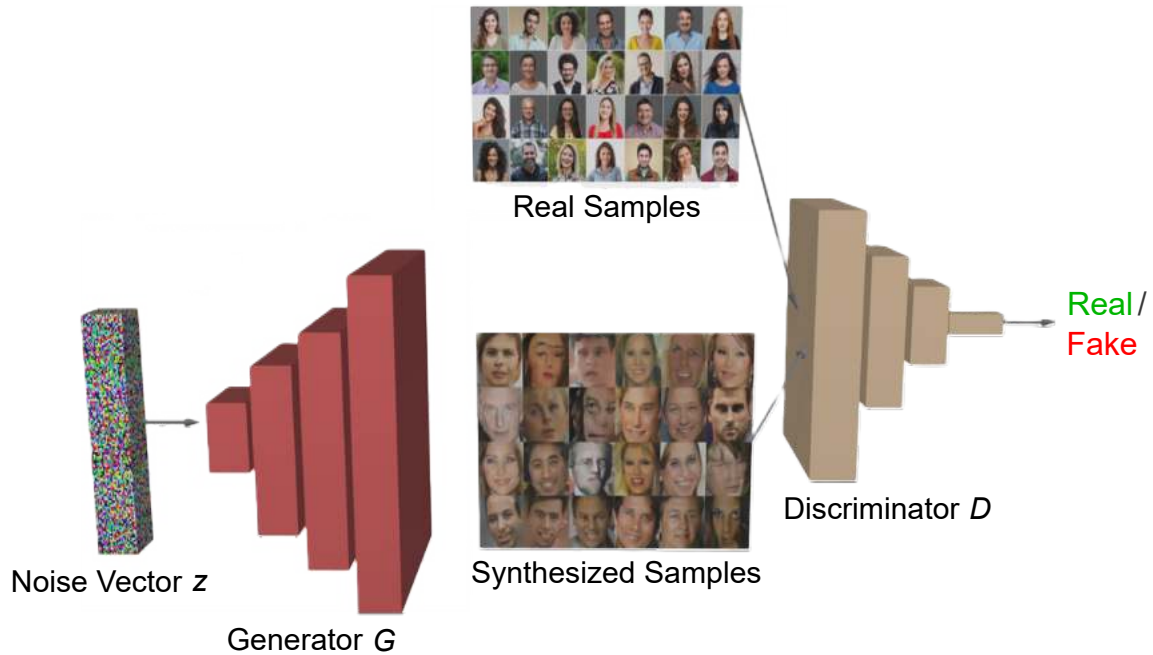 Real Samples
Real /
Fake
Discriminator D
Synthesized Samples
Noise Vector z
Generator G